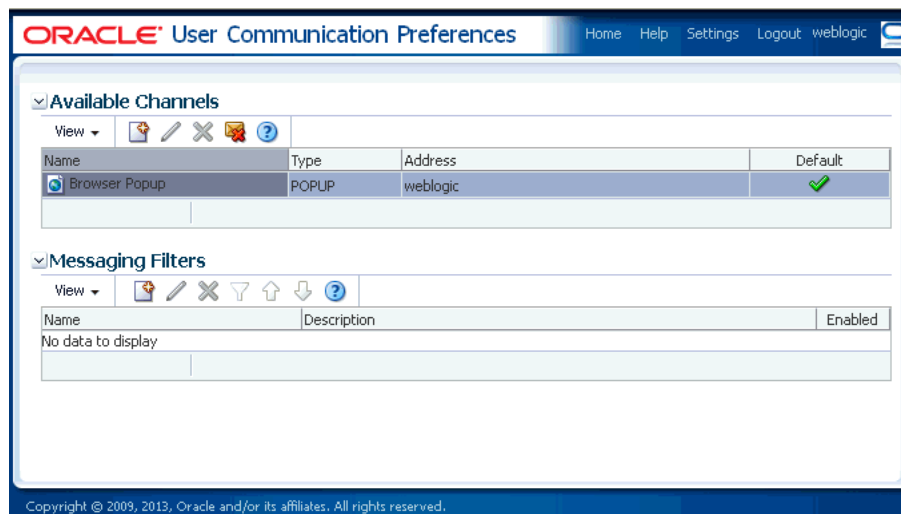 ORACLE User Communication Preferences Home Help Settings Logout weblogic
Available Channels
View
Name Type Address Default
Browser Popup POPUP weblogic
Messaging Filters
View
Name Description Enabled
No data to display
Copyright © 2009, 2013, Oracle and/or its affiliates. All rights reserved.